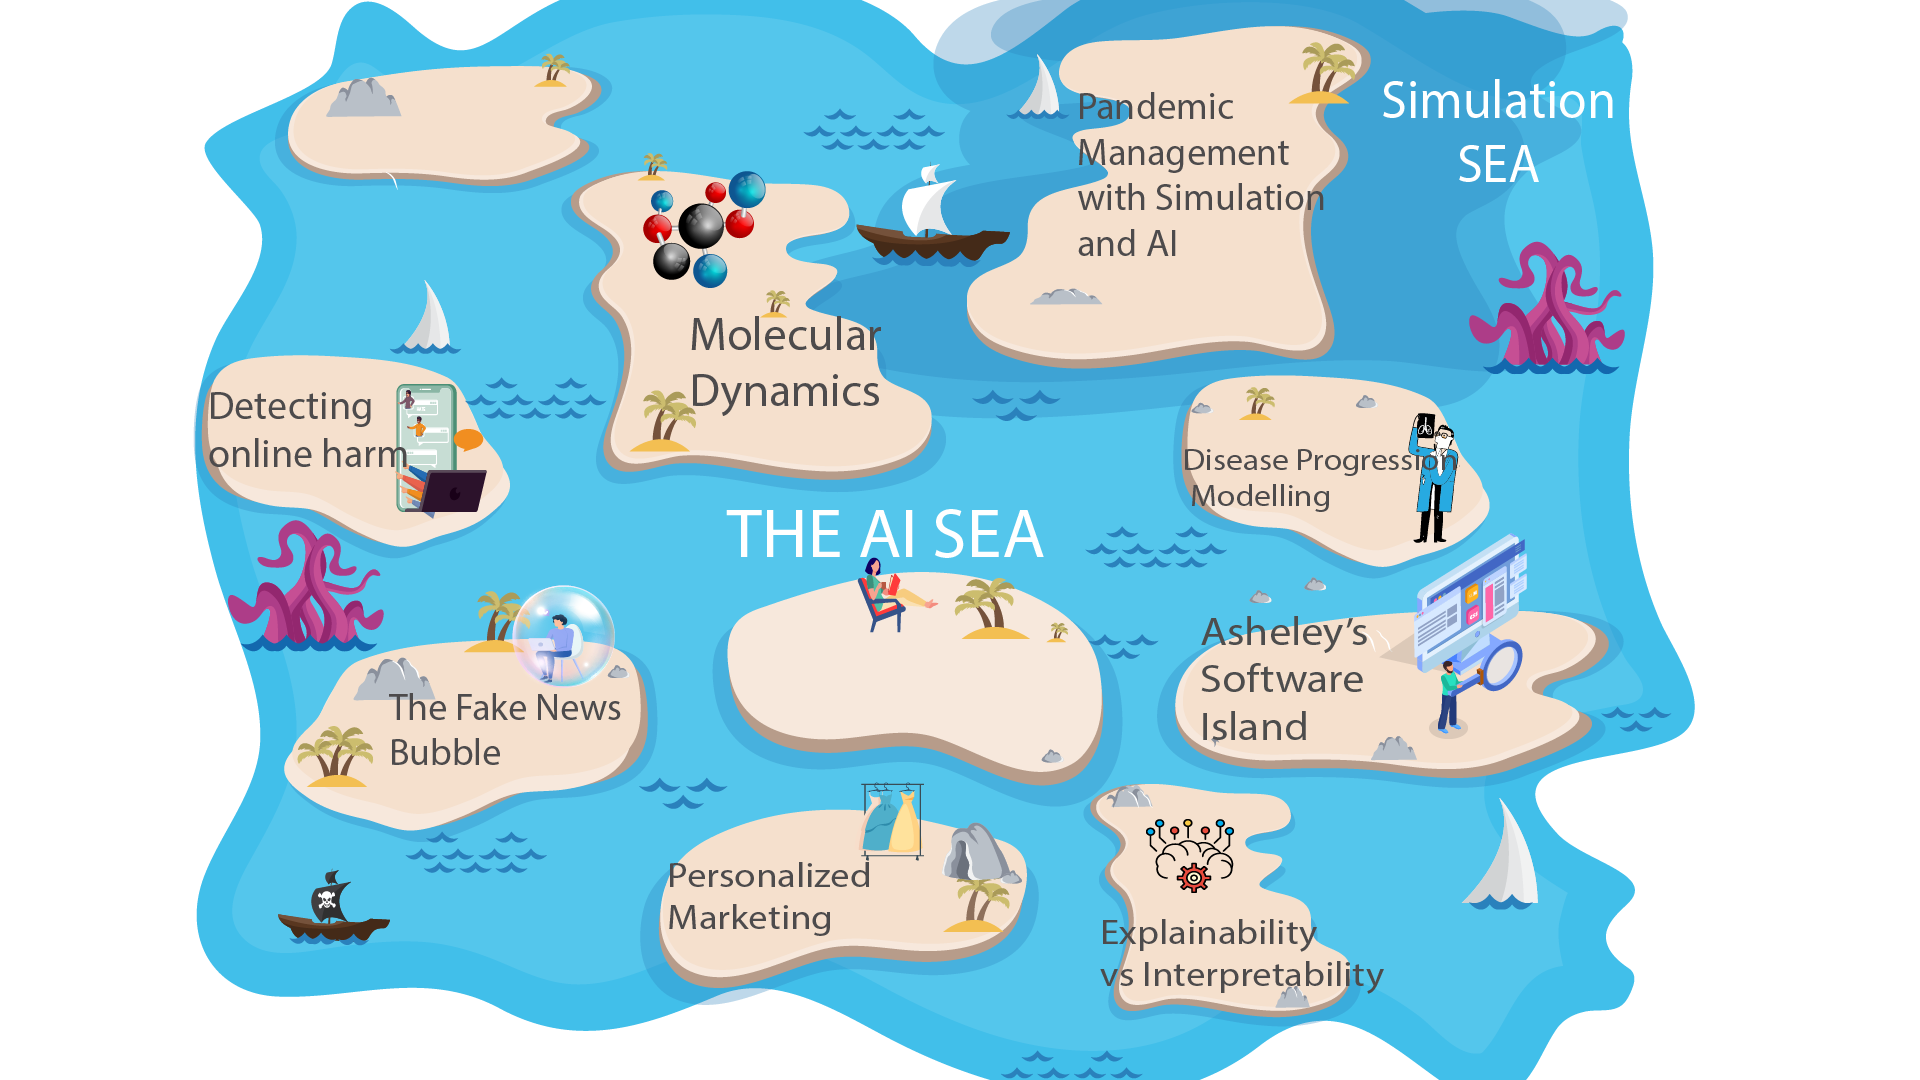 Simulation
SEA
Pandemic
Management
with Simulation
and AI
Molecular
Dynamics
Detecting
online harm
Disease Progression
Modelling
THE AI SEA
Asheley’s
Software
Island
The Fake News
Bubble
Personalized
Marketing
Explainability
vs Interpretability